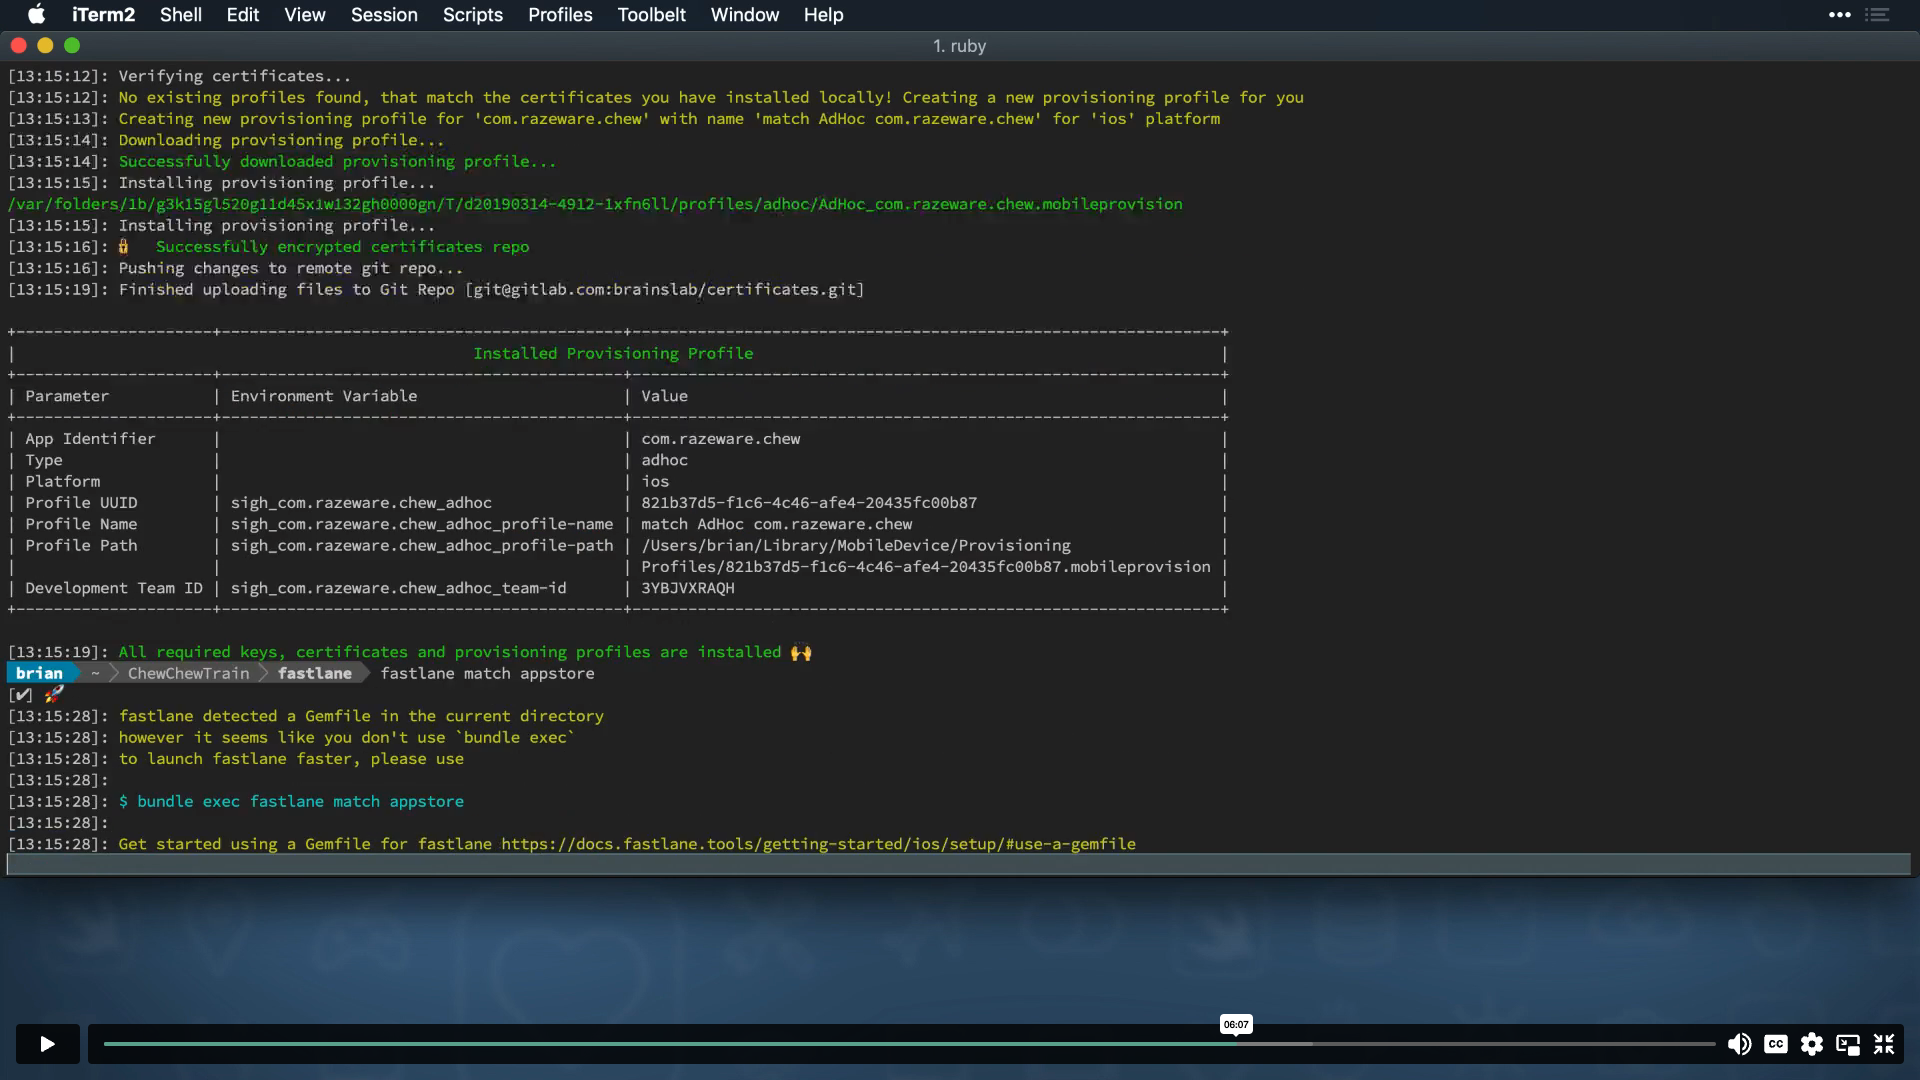 iTerm2 Shell Edit View Session Scripts Profiles Toolbelt Window Help
1. ruby
[13:15:12]: Verifying certificates...
[13:15:12]: No existing profiles found, that match the certificates you have installed locally! Creating a new provisioning profile for you
[13:15:13]: Creating new provisioning profile for 'com.razeware.chew' with name 'match AdHoc com.razeware.chew' for 'ios' platform
[13:15:14]: Downloading provisioning profile...
[13:15:14]: Successfully downloaded provisioning profile...
[13:15:15]: Installing provisioning profile...
/var/folders/1b/g3k15gl520g11d45x1w132gh0000gn/T/d20190314-4912-1xfn6ll/profiles/adhoc/AdHoc_com.razeware.chew.mobileprovision
[13:15:15]: Installing provisioning profile...
[13:15:16]: 🔒 Successfully encrypted certificates repo
[13:15:16]: Pushing changes to remote git repo...
[13:15:19]: Finished uploading files to Git Repo [git@gitlab.com:brainslab/certificates.git]
Installed Provisioning Profile
| Parameter | Environment Variable | Value |
| App Identifier | | com.razeware.chew |
| Type | | adhoc |
| Platform | | ios |
| Profile UUID | sigh_com.razeware.chew_adhoc | 821b37d5-f1c6-4c46-afe4-20435fc00b87 |
| Profile Name | sigh_com.razeware.chew_adhoc_profile-name | match AdHoc com.razeware.chew |
| Profile Path | sigh_com.razeware.chew_adhoc_profile-path | /Users/brian/Library/MobileDevice/Provisioning |
| | | Profiles/821b37d5-f1c6-4c46-afe4-20435fc00b87.mobileprovision |
| Development Team ID | sigh_com.razeware.chew_adhoc_team-id | 3YBJVXRAQH |
[13:15:19]: All required keys, certificates and provisioning profiles are installed 🙌
brian ~ ChewChewTrain fastlane fastlane match appstore
[✔] 🚀
[13:15:28]: fastlane detected a Gemfile in the current directory
[13:15:28]: however it seems like you don't use `bundle exec`
[13:15:28]: to launch fastlane faster, please use
[13:15:28]:
[13:15:28]: $ bundle exec fastlane match appstore
[13:15:28]:
[13:15:28]: Get started using a Gemfile for fastlane https://docs.fastlane.tools/getting-started/ios/setup/#use-a-gemfile
06:07
CC